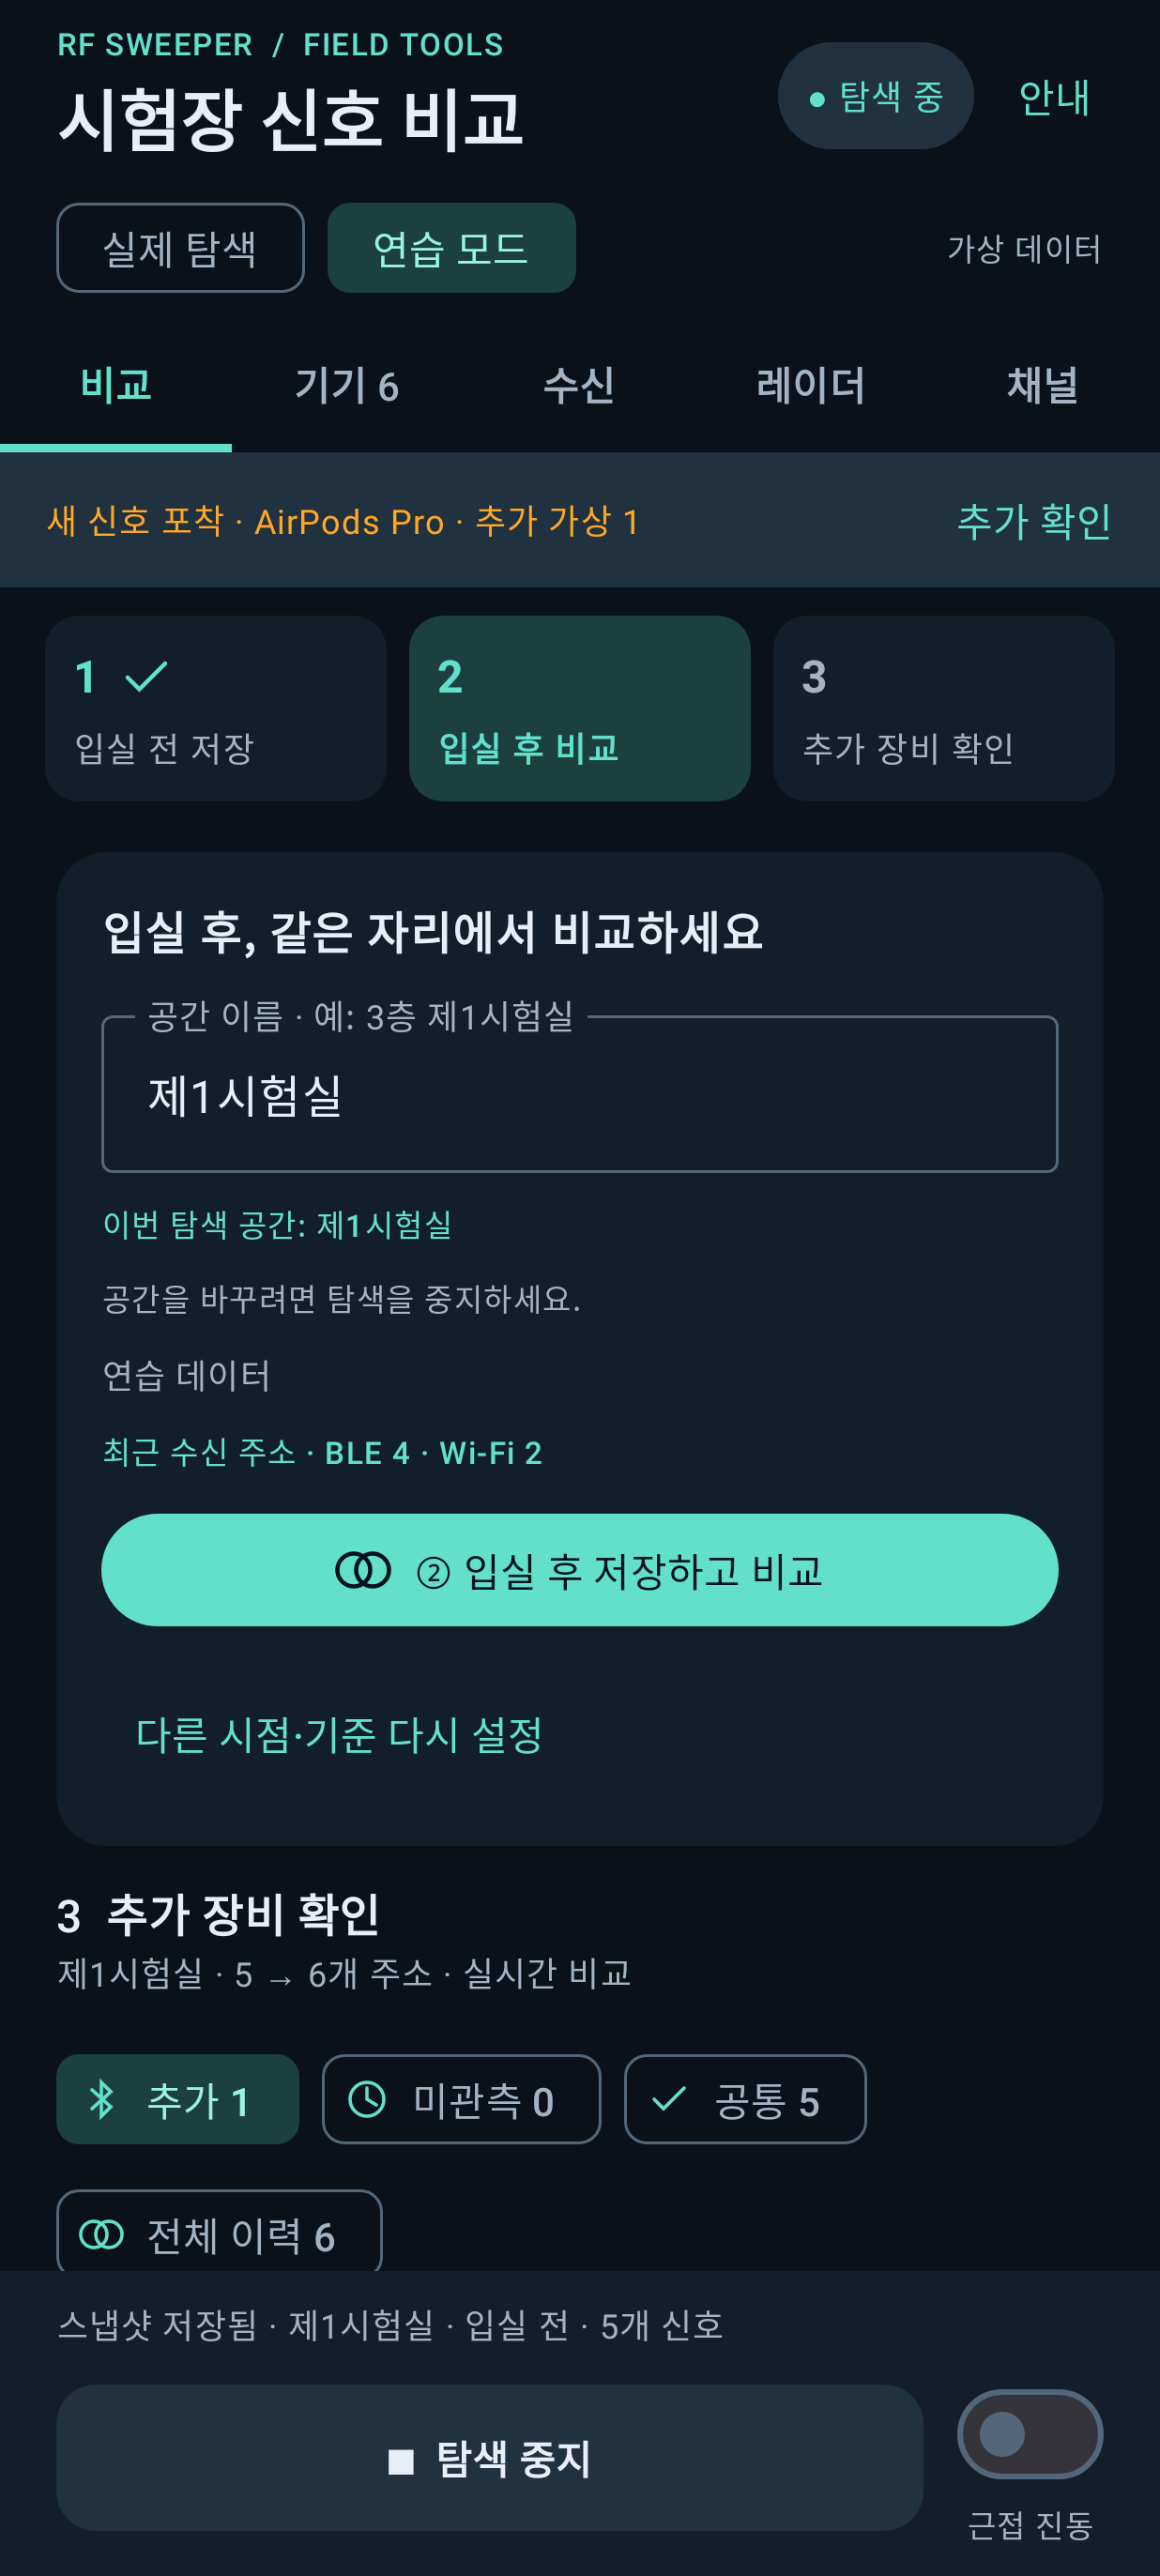 RF SWEEPER / FIELD TOOLS
시험장 신호 비교
● 탐색 중
안내
실제 탐색
연습 모드
가상 데이터
비교
기기 6
수신
레이더
채널
새 신호 포착 · AirPods Pro · 추가 가상 1
추가 확인
1
입실 전 저장
2
입실 후 비교
3
추가 장비 확인
입실 후, 같은 자리에서 비교하세요
공간 이름 · 예: 3층 제1시험실
제1시험실
이번 탐색 공간: 제1시험실
공간을 바꾸려면 탐색을 중지하세요.
연습 데이터
최근 수신 주소 · BLE 4 · Wi-Fi 2
② 입실 후 저장하고 비교
다른 시점·기준 다시 설정
3 추가 장비 확인
제1시험실 · 5 → 6개 주소 · 실시간 비교
추가 1
미관측 0
공통 5
전체 이력 6
스냅샷 저장됨 · 제1시험실 · 입실 전 · 5개 신호
■ 탐색 중지
근접 진동